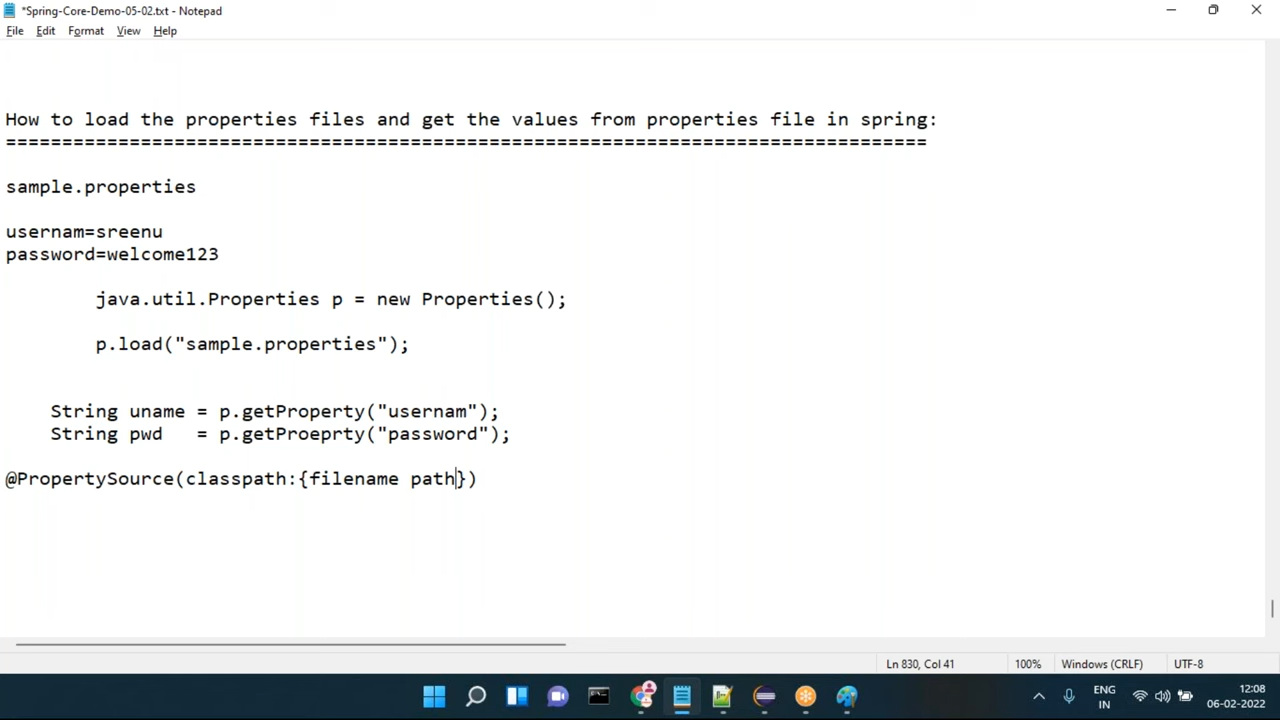 *Spring-Core-Demo-05-02.txt - Notepad
File Edit Format View Help
How to load the properties files and get the values from properties file in spring:
==================================================================================
sample.properties
usernam=sreenu
password=welcome123
java.util.Properties p = new Properties();
p.load("sample.properties");
String uname = p.getProperty("usernam");
String pwd   = p.getProeprty("password");
@PropertySource(classpath:{filename path})
Ln 830, Col 41 100% Windows (CRLF) UTF-8
ENG
IN
12:08
06-02-2022